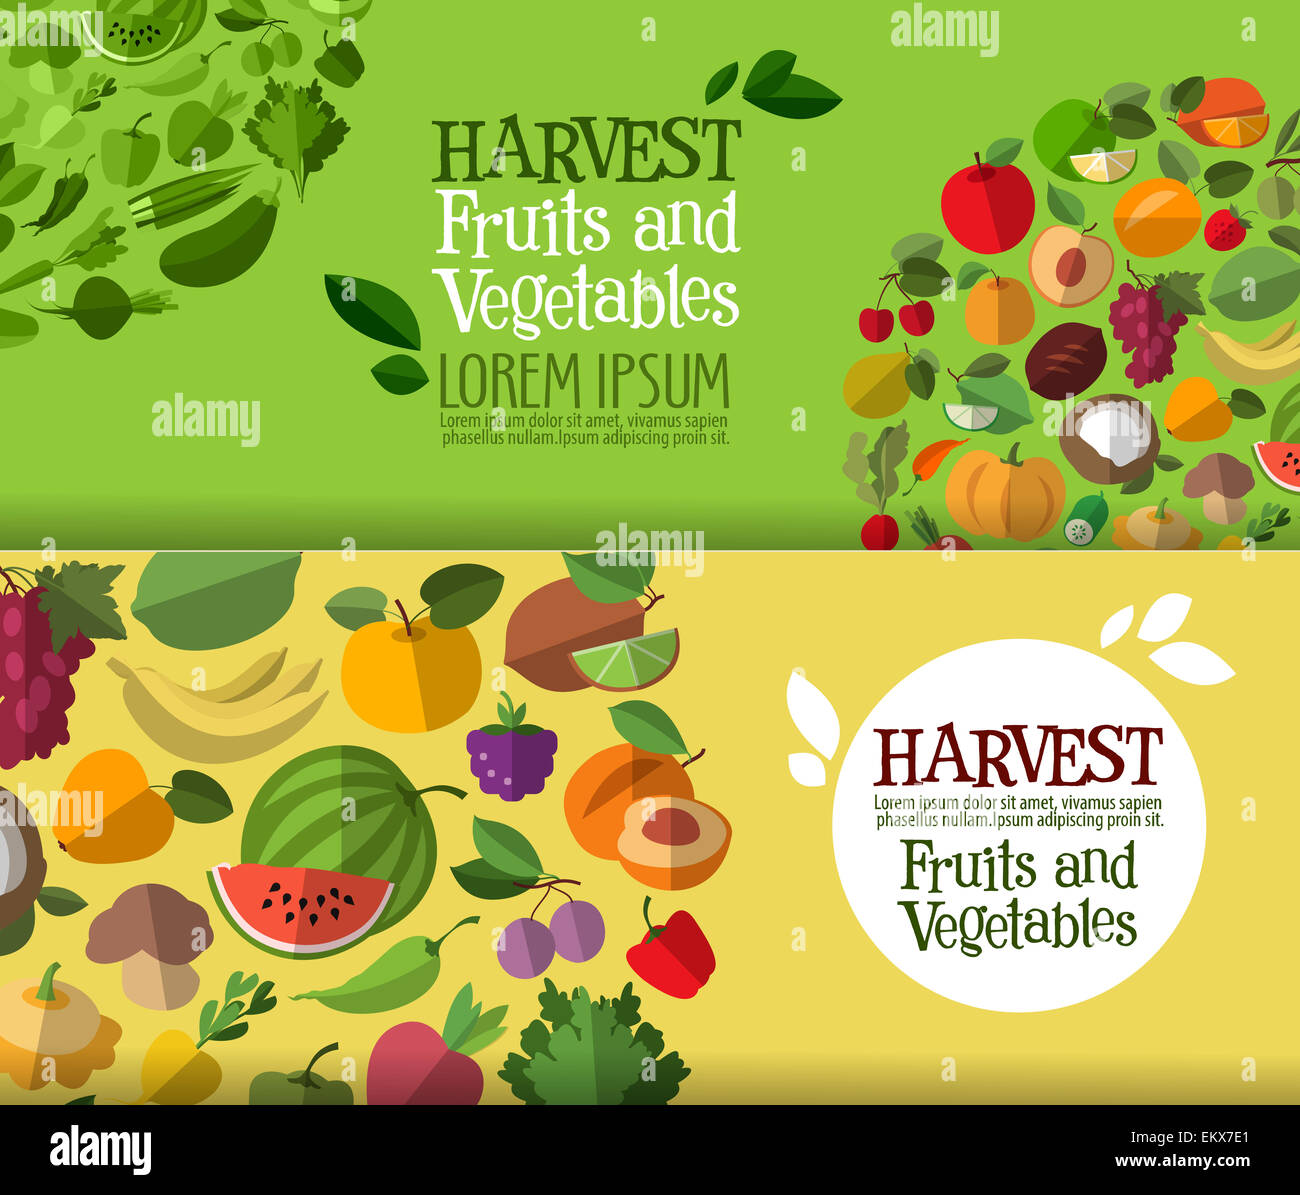 HARVEST
Fruits and
Vegetables
LOREM IPSUM
Lorem ipsum dolor sit amet, vivamus sapien
phasellus nullam.Ipsum adipiscing proin sit.
HARVEST
Lorem ipsum dolor sit amet, vivamus sapien
phasellus nullam.Ipsum adipiscing proin sit.
Fruits and
Vegetables
alamy stock photo
alamy
alamy
alamy
a
a
a
a
a
a
alamy
Image ID: EKX7E1
www.alamy.com